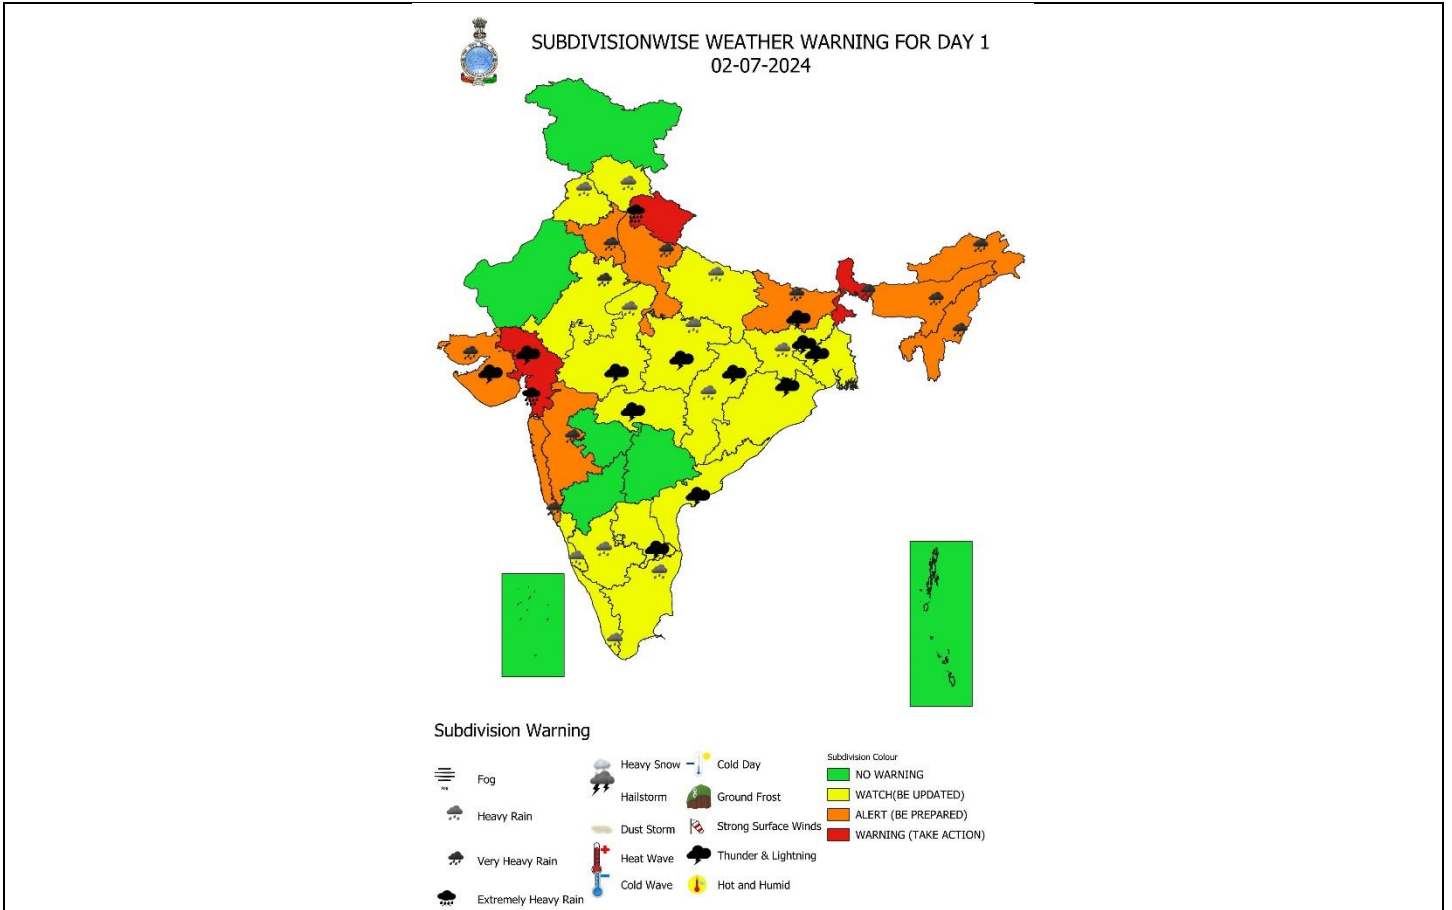 SUBDIVISIONWISE WEATHER WARNING FOR DAY 1
02-07-2024
Subdivision Warning
Fog
Heavy Rain
Very Heavy Rain
Extremely Heavy Rain
Heavy Snow
Hailstorm
Dust Storm
Heat Wave
Cold Wave
Cold Day
Ground Frost
Strong Surface Winds
Thunder & Lightning
Hot and Humid
Subdivision Colour
NO WARNING
WATCH(BE UPDATED)
ALERT (BE PREPARED)
WARNING (TAKE ACTION)